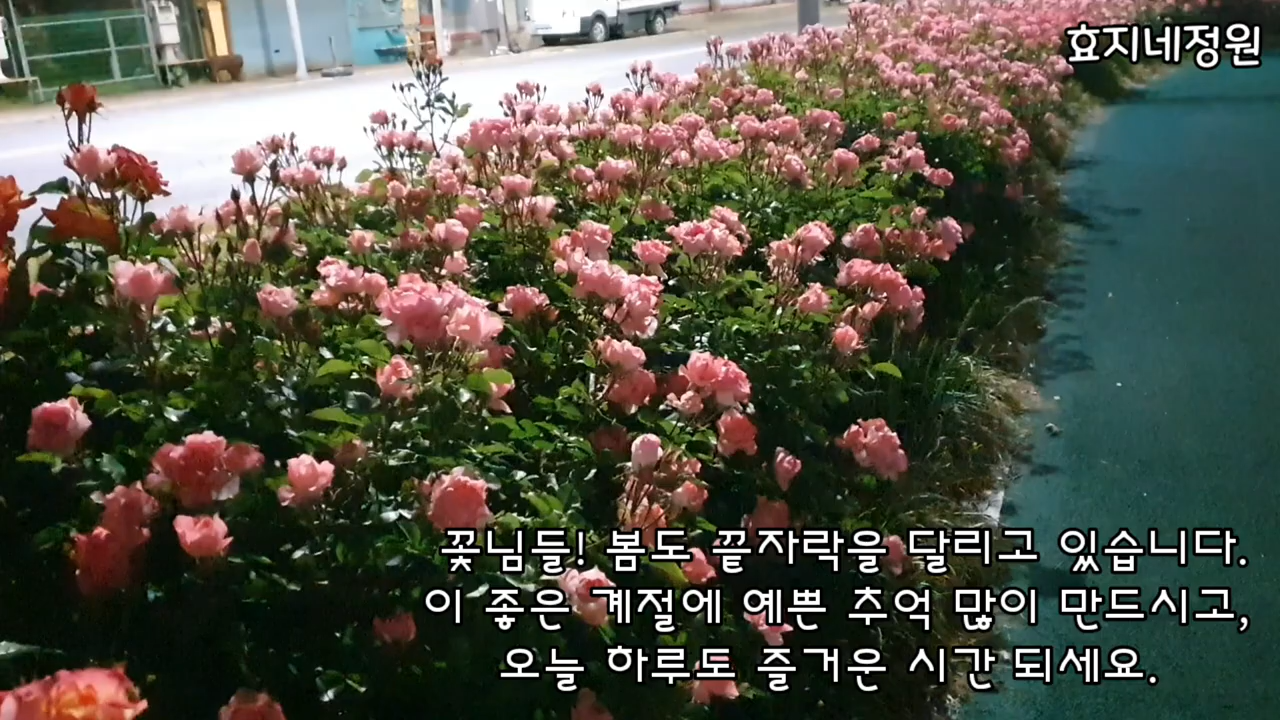 효지네정원
꽃님들! 봄도 끝자락을 달리고 있습니다.
이 좋은 계절에 예쁜 추억 많이 만드시고,
오늘 하루도 즐거운 시간 되세요.